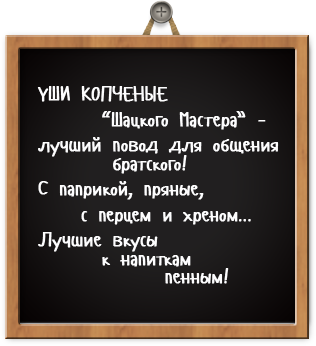 УШИ КОПЧЕНЫЕ
"Шацкого Мастера" -
лучший повод для общения
братского!
С паприкой, пряные,
с перцем и хреном...
Лучшие вкусы
к напиткам
пенным!